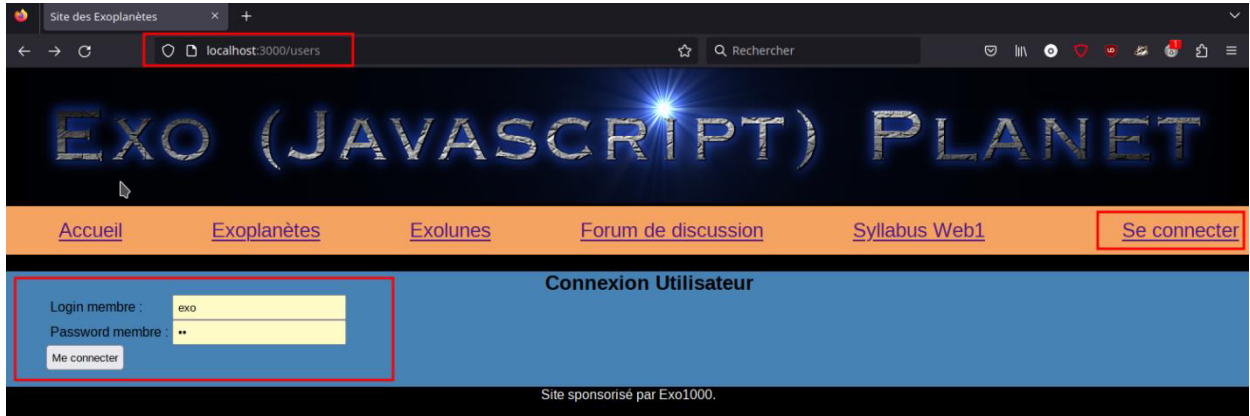 Site des Exoplanètes
localhost:3000/users
Rechercher
1
Exo (Javascript) Planet
Accueil Exoplanètes Exolunes Forum de discussion Syllabus Web1 Se connecter
Connexion Utilisateur
Login membre : exo
Password membre : ••
Me connecter
Site sponsorisé par Exo1000.